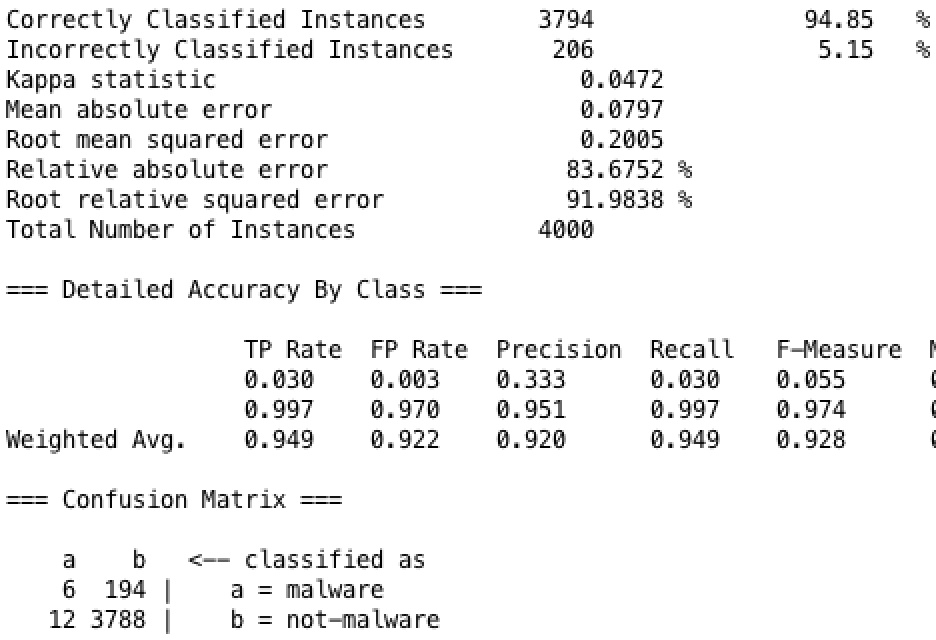 Correctly Classified Instances 3794 94.85 %
Incorrectly Classified Instances 206 5.15 %
Kappa statistic 0.0472
Mean absolute error 0.0797
Root mean squared error 0.2005
Relative absolute error 83.6752 %
Root relative squared error 91.9838 %
Total Number of Instances 4000
=== Detailed Accuracy By Class ===
TP Rate FP Rate Precision Recall F-Measure
0.030 0.003 0.333 0.030 0.055
0.997 0.970 0.951 0.997 0.974
Weighted Avg. 0.949 0.922 0.920 0.949 0.928
=== Confusion Matrix ===
a b <-- classified as
6 194 | a = malware
12 3788 | b = not-malware